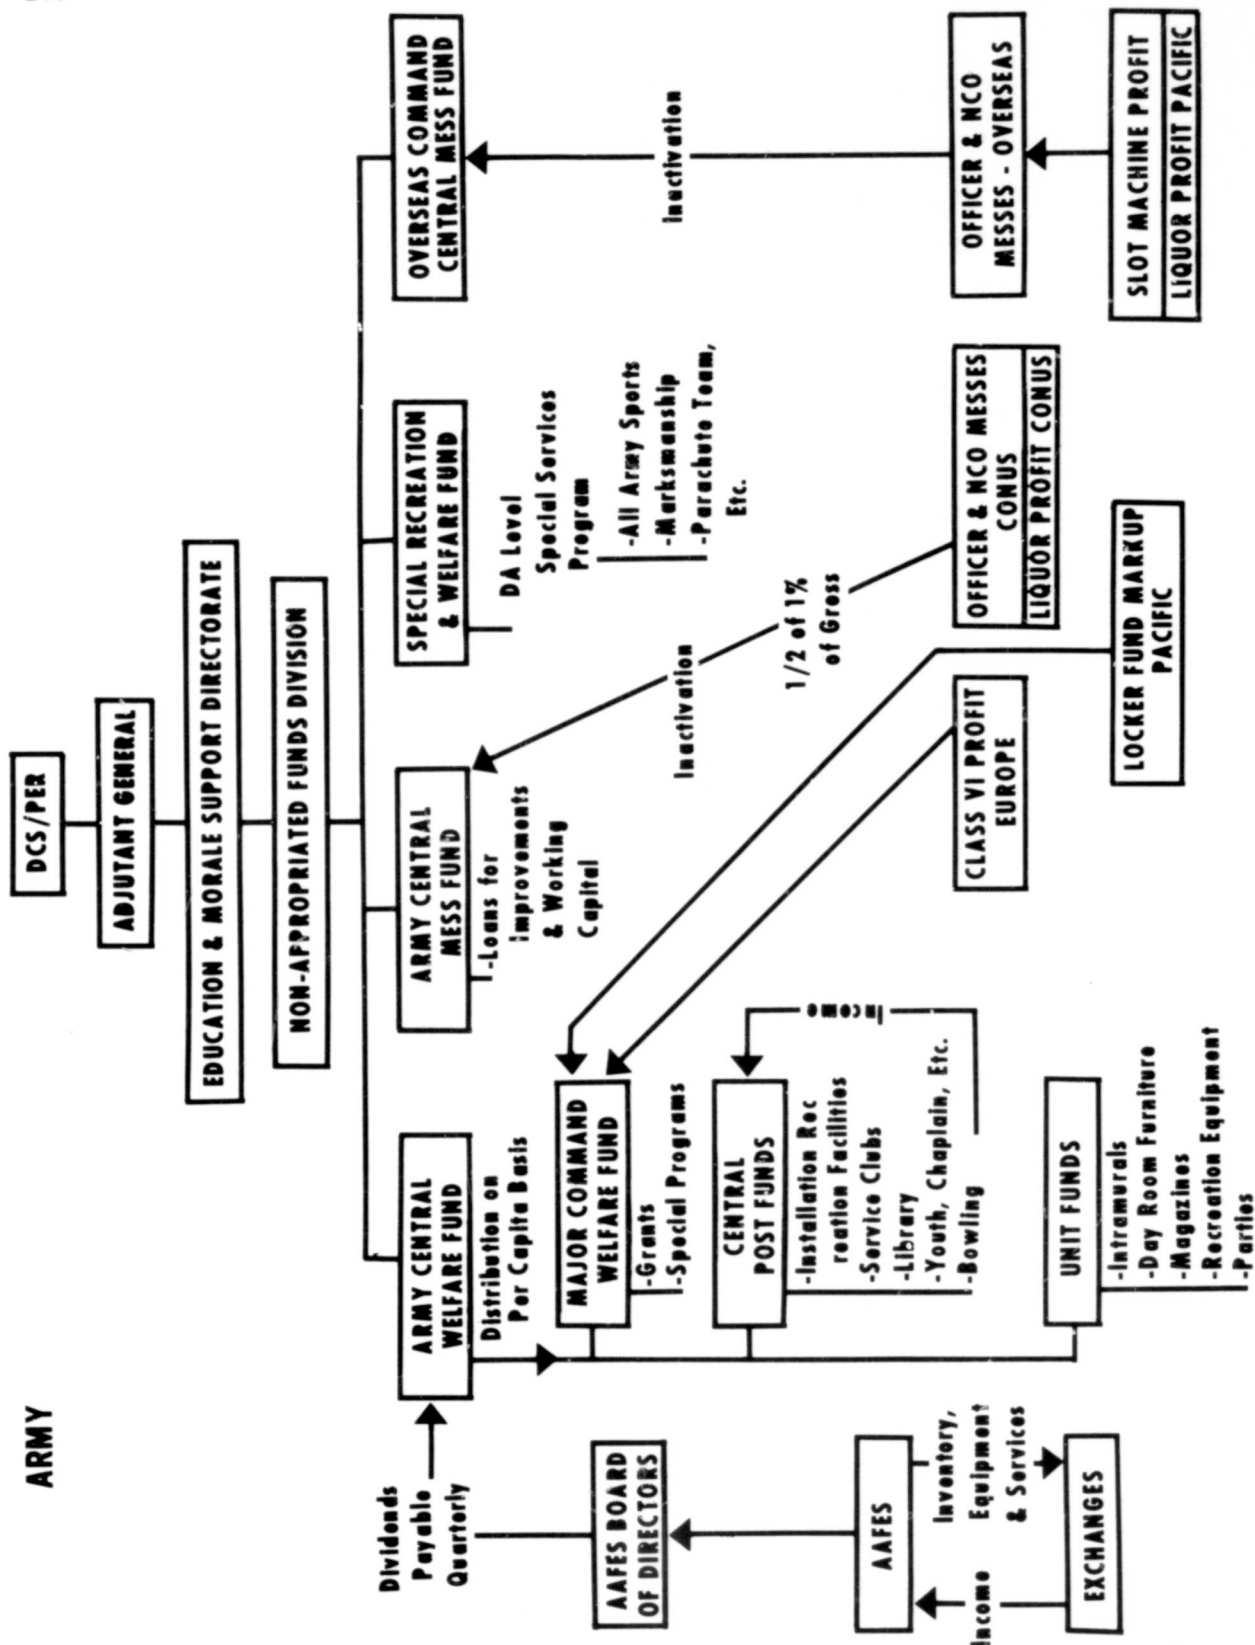 ARMY
DCS/PER
ADJUTANT GENERAL
EDUCATION & MORALE SUPPORT DIRECTORATE
NON-APPROPRIATED FUNDS DIVISION
Dividends
Payable
Quarterly
ARMY CENTRAL
WELFARE FUND
Distribution on
Per Capita Basis
ARMY CENTRAL
MESS FUND
-Loans for
Improvements
& Working
Capital
SPECIAL RECREATION
& WELFARE FUND
DA Level
Special Services
Program
-All Army Sports
-Marksmanship
-Parachute Team,
Etc.
OVERSEAS COMMAND
CENTRAL MESS FUND
AAFES BOARD
OF DIRECTORS
MAJOR COMMAND
WELFARE FUND
-Grants
-Special Programs
Inactivation
Inactivation
1/2 of 1%
of Gross
CENTRAL
POST FUNDS
-Installation Rec
reation Facilities
-Service Clubs
-Library
-Youth, Chaplain, Etc.
-Bowling
Income
AAFES
Income
Inventory,
Equipment
& Services
EXCHANGES
UNIT FUNDS
-Intramurals
-Day Room Furniture
-Magazines
-Recreation Equipment
-Parties
CLASS VI PROFIT
EUROPE
OFFICER & NCO MESSES
CONUS
LIQUOR PROFIT CONUS
OFFICER & NCO
MESSES - OVERSEAS
LOCKER FUND MARKUP
PACIFIC
SLOT MACHINE PROFIT
LIQUOR PROFIT PACIFIC